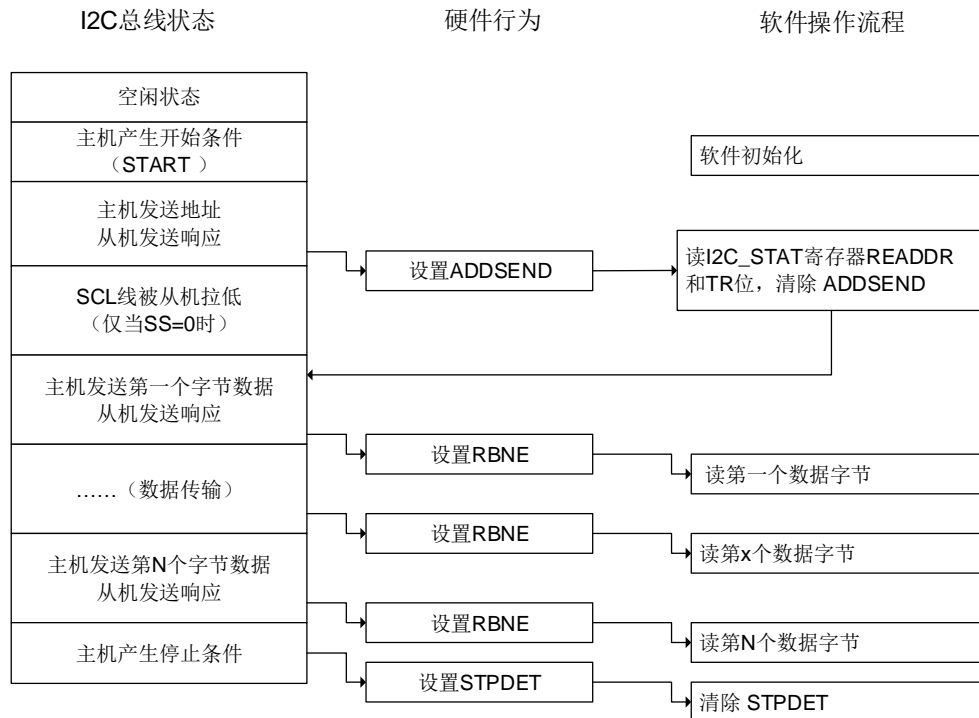 I2C总线状态
硬件行为
软件操作流程
空闲状态
主机产生开始条件
（START ）
软件初始化
主机发送地址
从机发送响应
设置ADDSEND
读I2C_STAT寄存器READDR
和TR位，清除 ADDSEND
SCL线被从机拉低
（仅当SS=0时）
主机发送第一个字节数据
从机发送响应
设置RBNE
读第一个数据字节
……（数据传输）
设置RBNE
读第x个数据字节
主机发送第N个字节数据
从机发送响应
设置RBNE
读第N个数据字节
主机产生停止条件
设置STPDET
清除 STPDET